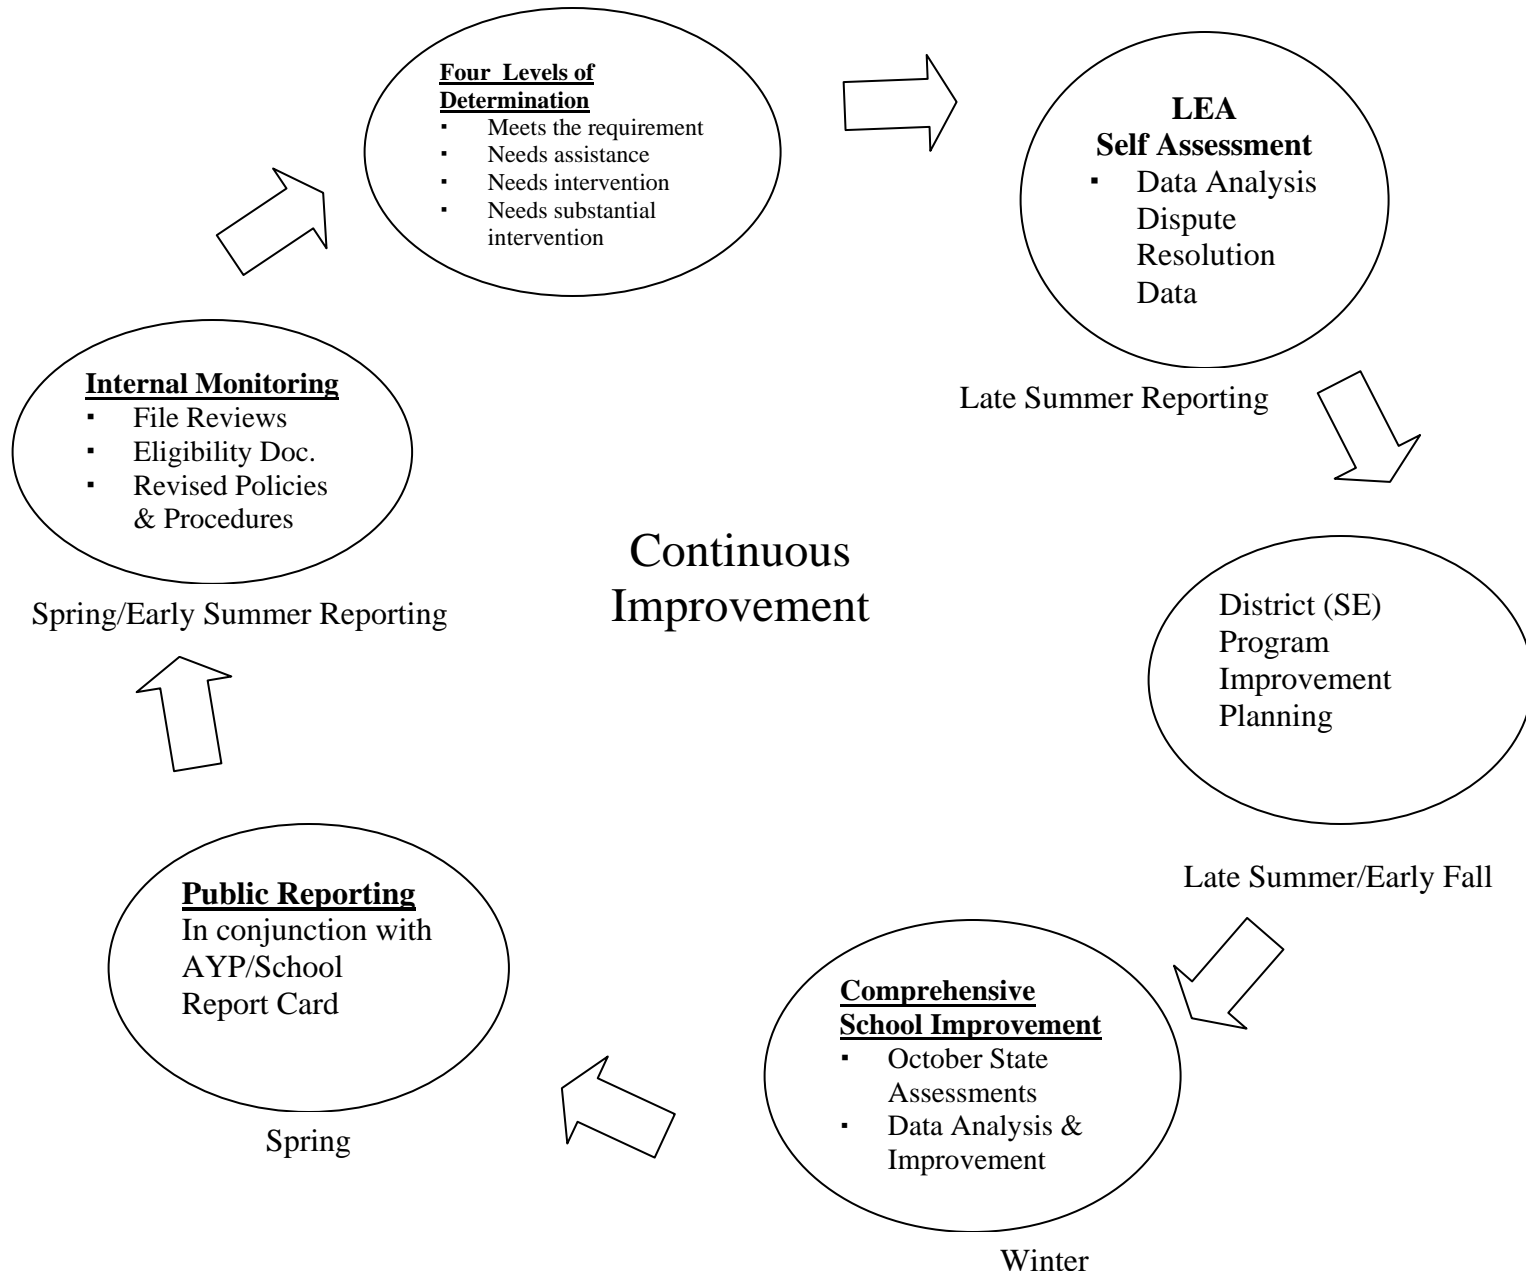 Four Levels of
Determination
▪ Meets the requirement
▪ Needs assistance
▪ Needs intervention
▪ Needs substantial
intervention
LEA
Self Assessment
▪ Data Analysis
Dispute
Resolution
Data
Late Summer Reporting
District (SE)
Program
Improvement
Planning
Late Summer/Early Fall
Comprehensive
School Improvement
▪ October State
Assessments
▪ Data Analysis &
Improvement
Winter
Public Reporting
In conjunction with
AYP/School
Report Card
Spring
Internal Monitoring
▪ File Reviews
▪ Eligibility Doc.
▪ Revised Policies
& Procedures
Spring/Early Summer Reporting
Continuous
Improvement